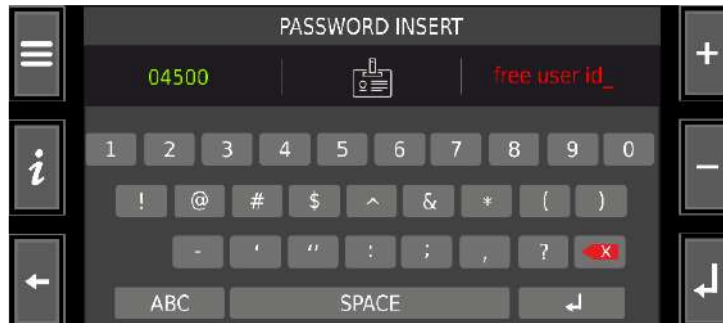 PASSWORD INSERT
04500 free user id_
+
i
1 2 3 4 5 6 7 8 9 0
! @ # $ ^ & * ( )
-
- ‘ “ : ; , ? X
ABC SPACE